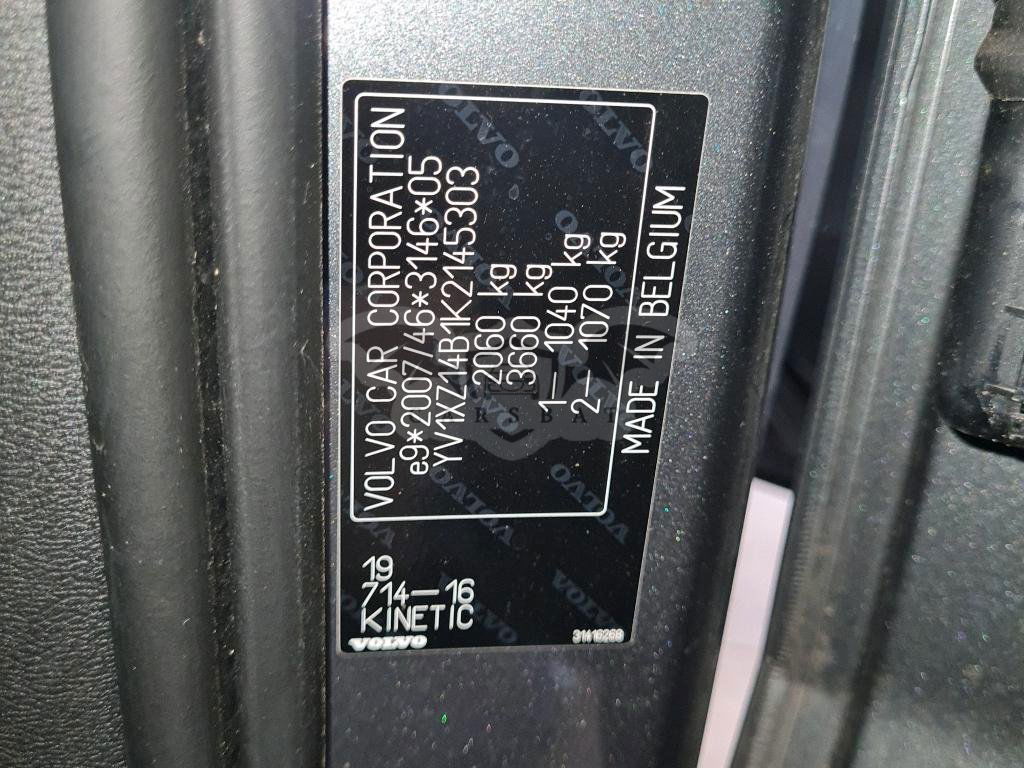 VOLVO CAR CORPORATION
e9*2007/46*3146*05
YV1XZ14B1K2145303
2060 kg
3660 kg
1— 1040 kg
2— 1070 kg
MADE IN BELGIUM
19
714—16
KINETIC
VOLVO
31416268